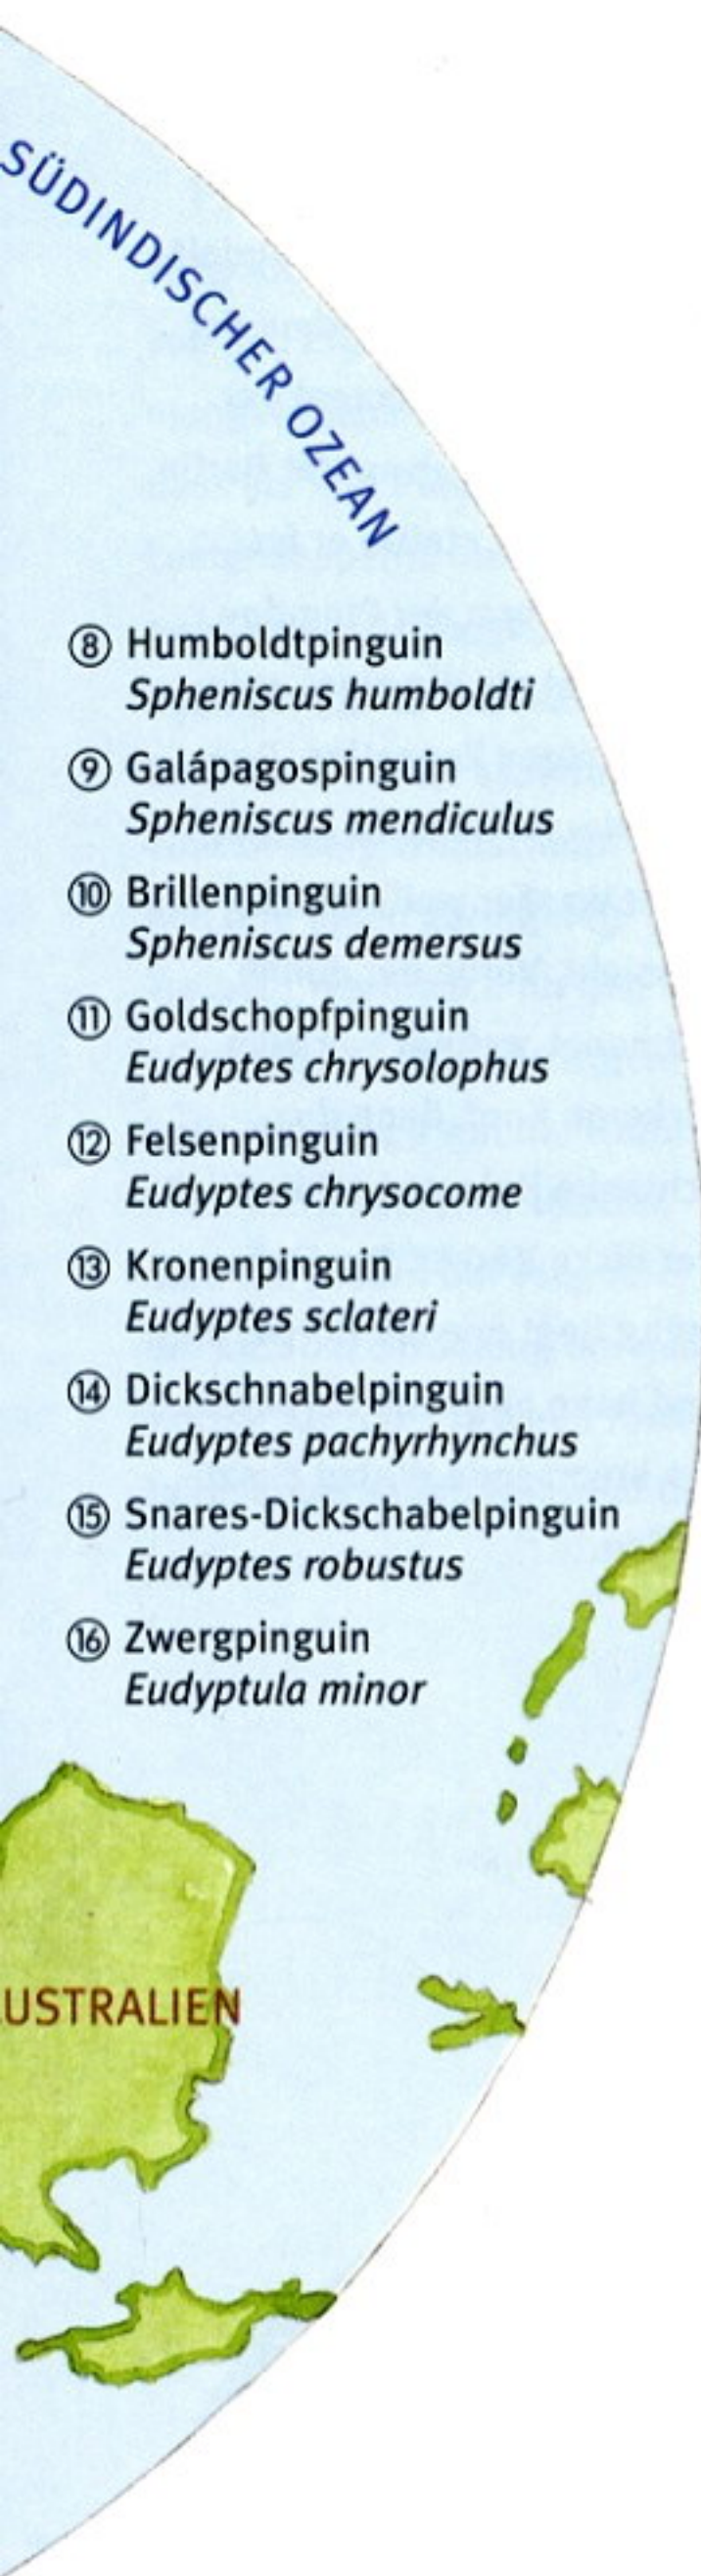 SÜDINDISCHER OZEAN
⑧ Humboldtpinguin
Spheniscus humboldti
⑨ Galápagospinguin
Spheniscus mendiculus
⑩ Brillenpinguin
Spheniscus demersus
⑪ Goldschopfpinguin
Eudyptes chrysolophus
⑫ Felsenpinguin
Eudyptes chrysocome
⑬ Kronenpinguin
Eudyptes sclateri
⑭ Dickschnabelpinguin
Eudyptes pachyrhynchus
⑮ Snares-Dickschabelpinguin
Eudyptes robustus
⑯ Zwergpinguin
Eudyptula minor
USTRALIEN